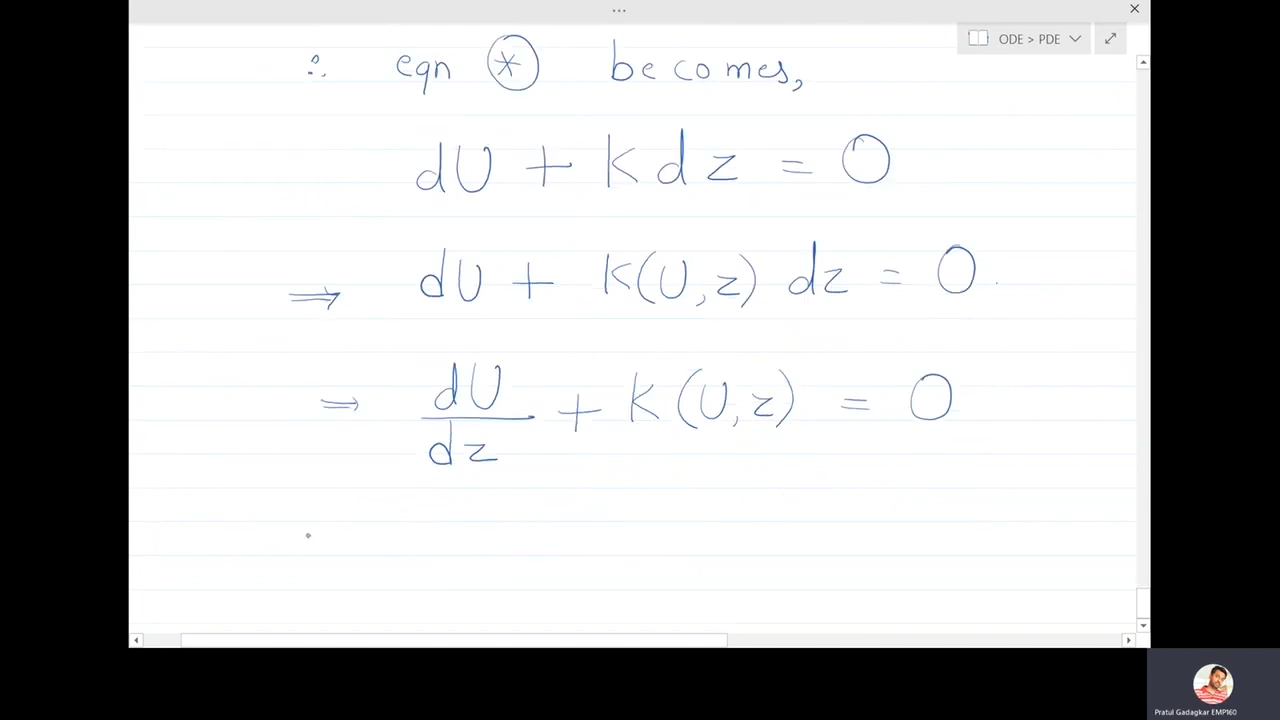 ODE > PDE
∴ eqn ⊛ becomes,
dU + K dz = 0
⇒ dU + K(U, z) dz = 0.
⇒ dU/dz + K(U, z) = 0
Pratul Gadagkar EMP160